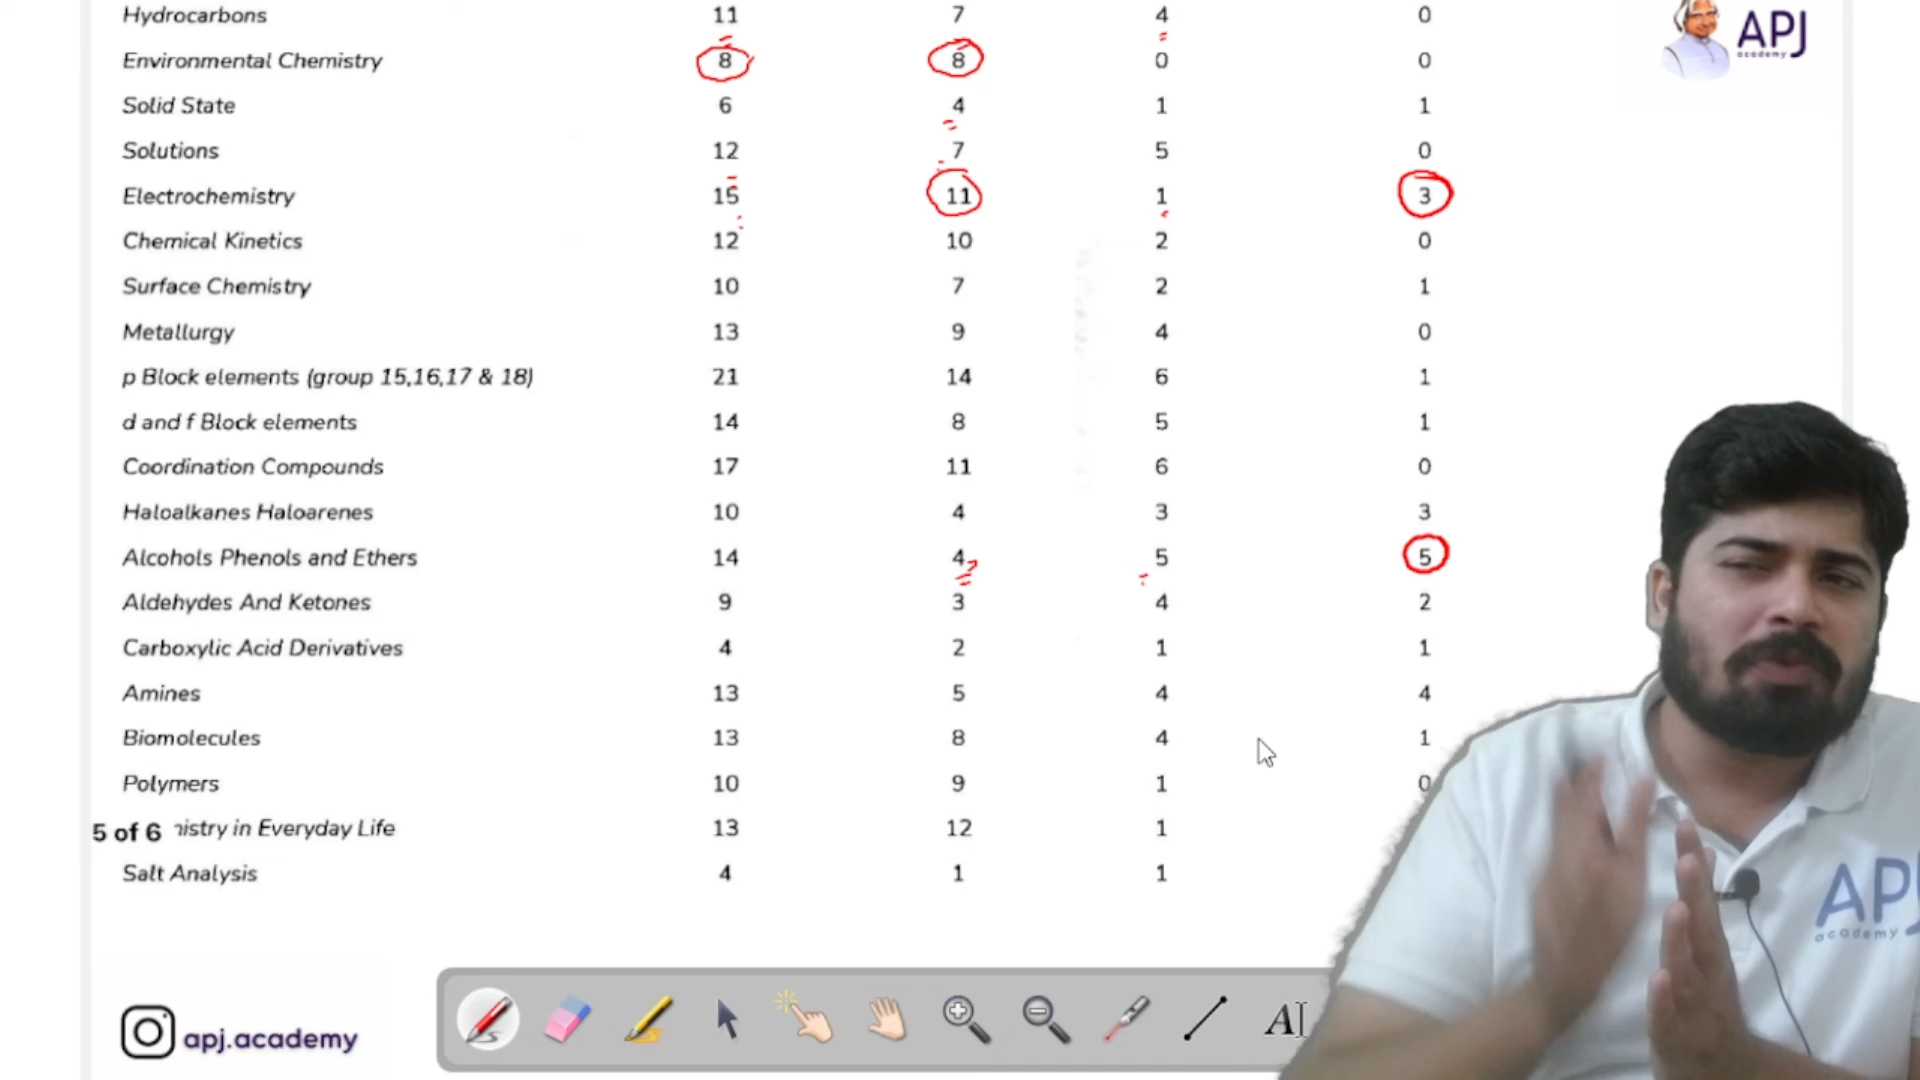 Hydrocarbons 11 7 4 0
APJ
academy
Environmental Chemistry 8 8 0 0
Solid State 6 4 1 1
Solutions 12 7 5 0
Electrochemistry 15 11 1 3
Chemical Kinetics 12 10 2 0
Surface Chemistry 10 7 2 1
Metallurgy 13 9 4 0
p Block elements (group 15,16,17 & 18) 21 14 6 1
d and f Block elements 14 8 5 1
Coordination Compounds 17 11 6 0
Haloalkanes Haloarenes 10 4 3 3
Alcohols Phenols and Ethers 14 4 5 5
Aldehydes And Ketones 9 3 4 2
Carboxylic Acid Derivatives 4 2 1 1
Amines 13 5 4 4
Biomolecules 13 8 4 1
Polymers 10 9 1 0
5 of 6 nistry in Everyday Life 13 12 1
Salt Analysis 4 1 1
APJ
academy
apj.academy
AI